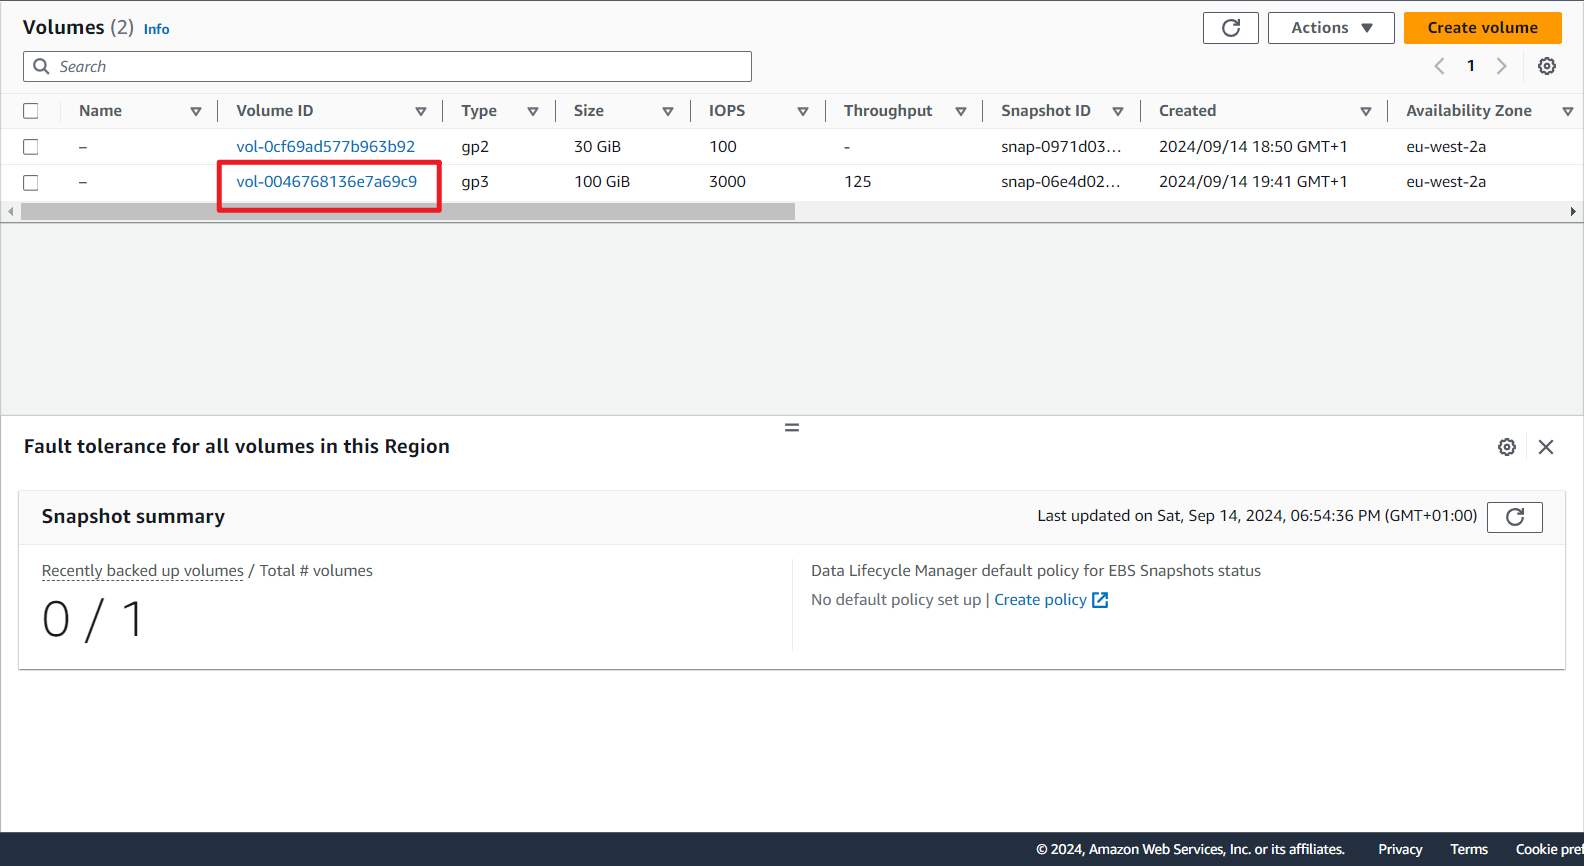 Volumes (2) Info
Actions
Create volume
Search
1
Name Volume ID Type Size IOPS Throughput Snapshot ID Created Availability Zone
– vol-0cf69ad577b963b92 gp2 30 GiB 100 - snap-0971d03... 2024/09/14 18:50 GMT+1 eu-west-2a
– vol-0046768136e7a69c9 gp3 100 GiB 3000 125 snap-06e4d02... 2024/09/14 19:41 GMT+1 eu-west-2a
Fault tolerance for all volumes in this Region
Snapshot summary
Last updated on Sat, Sep 14, 2024, 06:54:36 PM (GMT+01:00)
Recently backed up volumes / Total # volumes
0 / 1
Data Lifecycle Manager default policy for EBS Snapshots status
No default policy set up | Create policy
© 2024, Amazon Web Services, Inc. or its affiliates. Privacy Terms Cookie pref